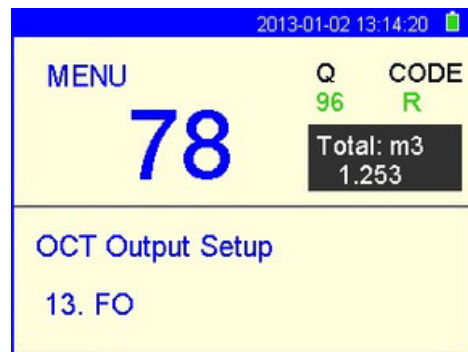 2013-01-02 13:14:20
MENU
78
Q CODE
96 R
Total: m3
1.253
OCT Output Setup
13. FO